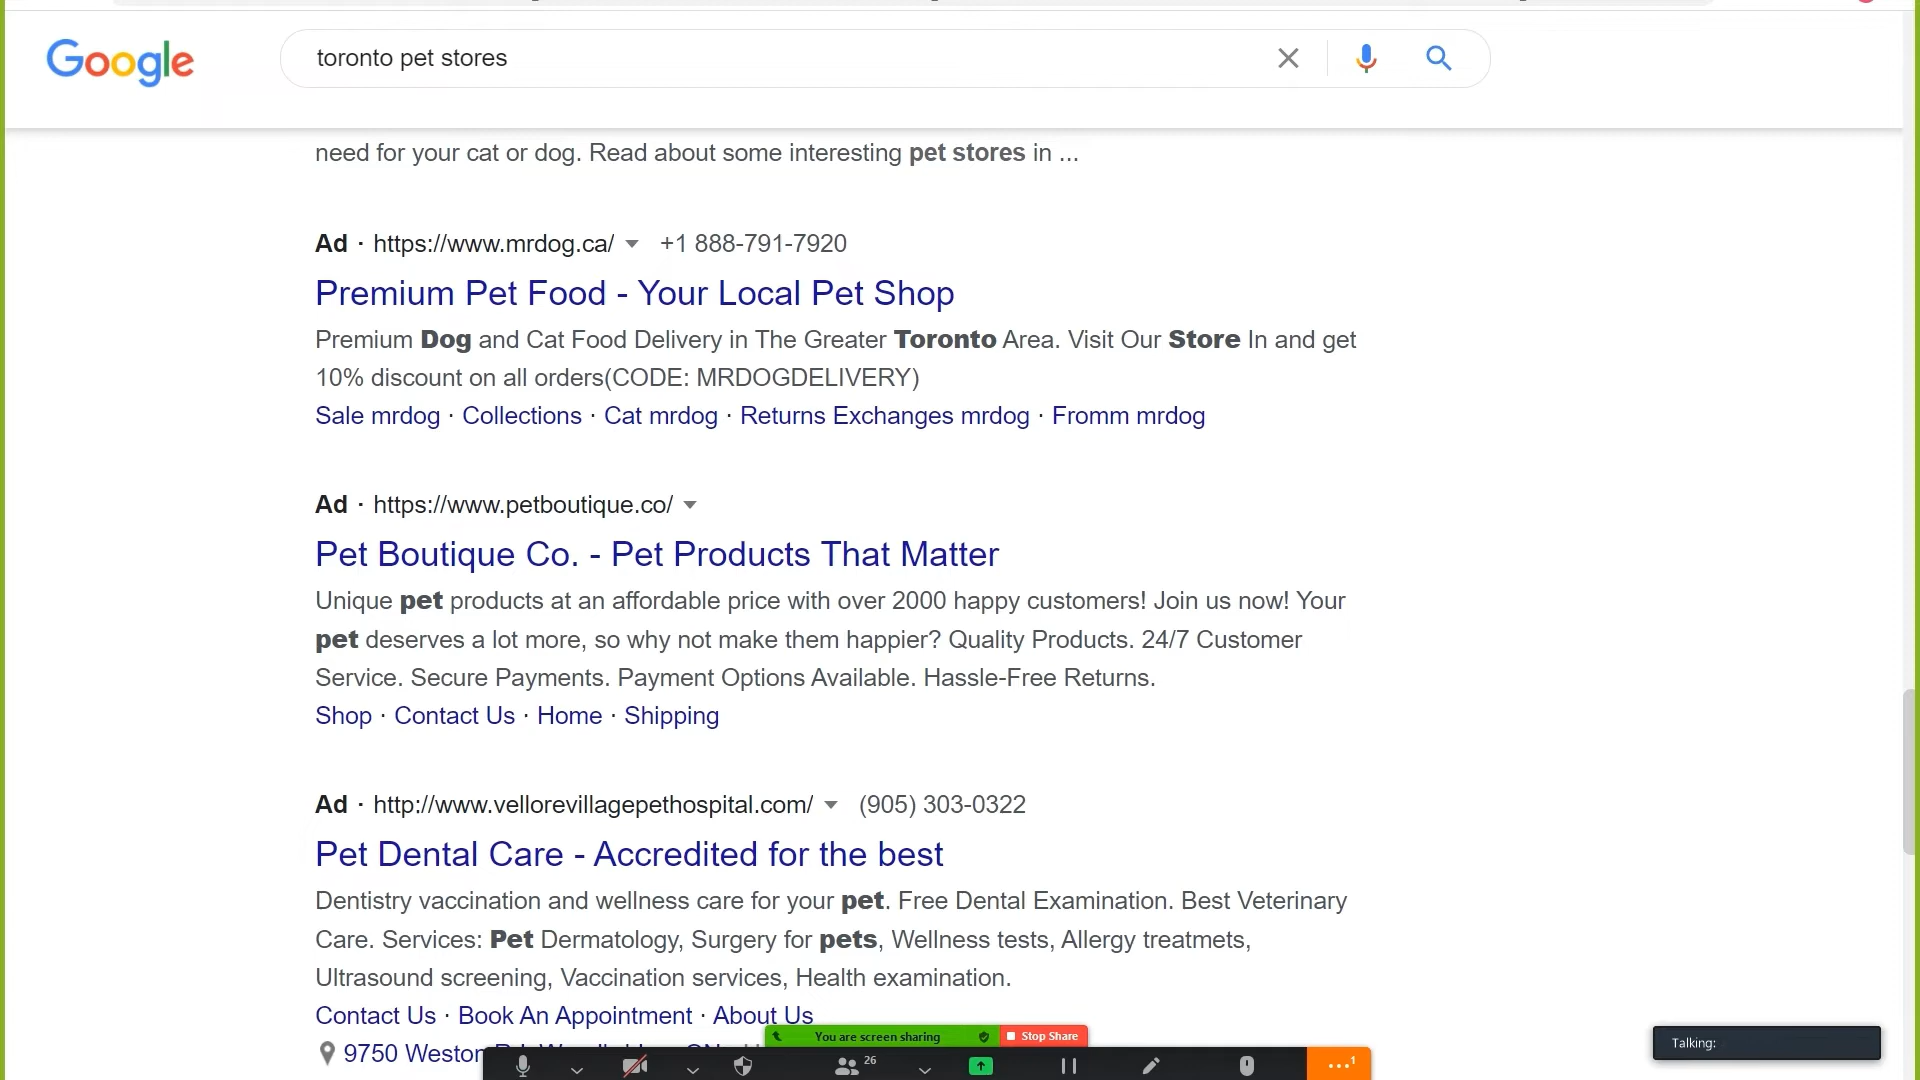 Google
toronto pet stores
need for your cat or dog. Read about some interesting pet stores in ...
Ad · https://www.mrdog.ca/ +1 888-791-7920
Premium Pet Food - Your Local Pet Shop
Premium Dog and Cat Food Delivery in The Greater Toronto Area. Visit Our Store In and get
10% discount on all orders(CODE: MRDOGDELIVERY)
Sale mrdog · Collections · Cat mrdog · Returns Exchanges mrdog · Fromm mrdog
Ad · https://www.petboutique.co/
Pet Boutique Co. - Pet Products That Matter
Unique pet products at an affordable price with over 2000 happy customers! Join us now! Your
pet deserves a lot more, so why not make them happier? Quality Products. 24/7 Customer
Service. Secure Payments. Payment Options Available. Hassle-Free Returns.
Shop · Contact Us · Home · Shipping
Ad · http://www.vellorevillagepethospital.com/ (905) 303-0322
Pet Dental Care - Accredited for the best
Dentistry vaccination and wellness care for your pet. Free Dental Examination. Best Veterinary
Care. Services: Pet Dermatology, Surgery for pets, Wellness tests, Allergy treatmets,
Ultrasound screening, Vaccination services, Health examination.
Contact Us · Book An Appointment · About Us
You are screen sharing Stop Share
9750 Weston
26
1
Talking: